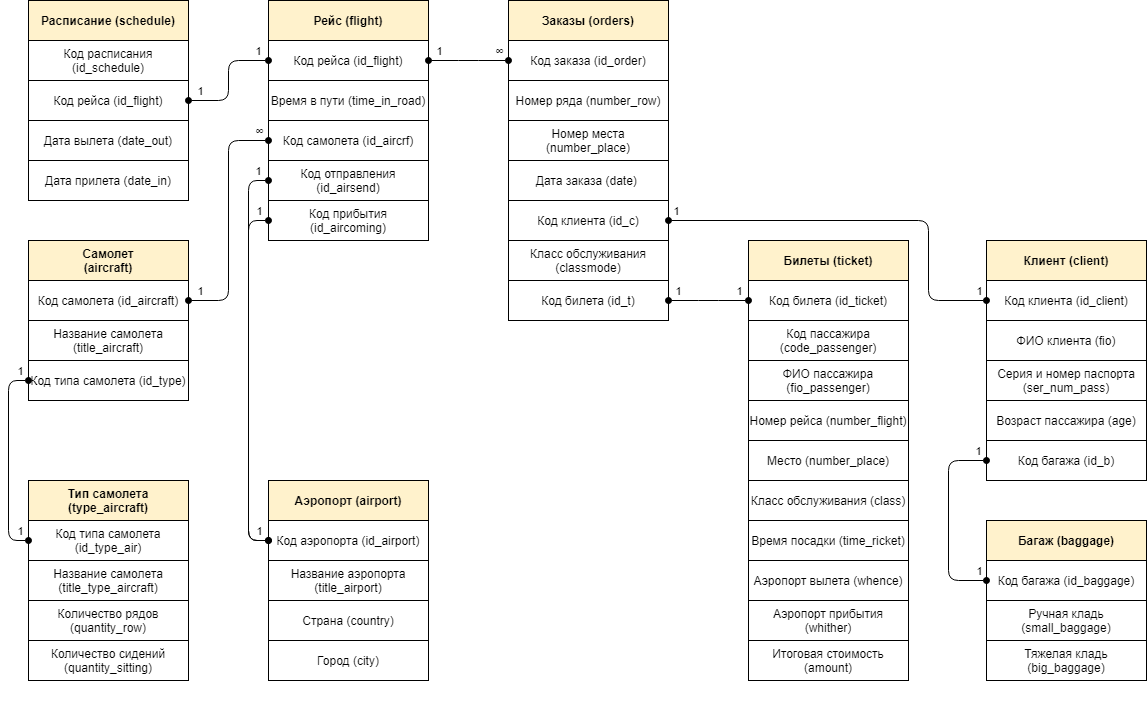 Расписание (schedule)
Код расписания
(id_schedule)
Код рейса (id_flight)
1
Дата вылета (date_out)
Дата прилета (date_in)
Рейс (flight)
1
Код рейса (id_flight)
1
Время в пути (time_in_road)
∞
Код самолета (id_aircrf)
1
Код отправления
(id_airsend)
1
Код прибытия
(id_aircoming)
Заказы (orders)
∞
Код заказа (id_order)
Номер ряда (number_row)
Номер места
(number_place)
Дата заказа (date)
Код клиента (id_c)
1
Класс обслуживания
(classmode)
Код билета (id_t)
1
Самолет
(aircraft)
Код самолета (id_aircraft)
1
Название самолета
(title_aircraft)
1
Код типа самолета (id_type)
Билеты (ticket)
1
Код билета (id_ticket)
Код пассажира
(code_passenger)
ФИО пассажира
(fio_passenger)
Номер рейса (number_flight)
Место (number_place)
Класс обслуживания (class)
Время посадки (time_ricket)
Аэропорт вылета (whence)
Аэропорт прибытия
(whither)
Итоговая стоимость
(amount)
Клиент (client)
1
Код клиента (id_client)
ФИО клиента (fio)
Серия и номер паспорта
(ser_num_pass)
Возраст пассажира (age)
1
Код багажа (id_b)
Тип самолета
(type_aircraft)
1
Код типа самолета
(id_type_air)
Название самолета
(title_type_aircraft)
Количество рядов
(quantity_row)
Количество сидений
(quantity_sitting)
Аэропорт (airport)
1
Код аэропорта (id_airport)
Название аэропорта
(title_airport)
Страна (country)
Город (city)
Багаж (baggage)
1
Код багажа (id_baggage)
Ручная кладь
(small_baggage)
Тяжелая кладь
(big_baggage)